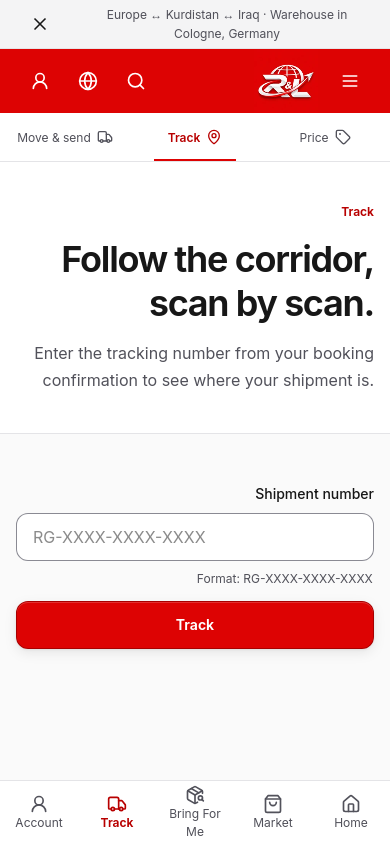 Europe ↔ Kurdistan ↔ Iraq · Warehouse in
Cologne, Germany
R&L
Move & send
Track
Price
Track
Follow the corridor,
scan by scan.
Enter the tracking number from your booking
confirmation to see where your shipment is.
Shipment number
RG-XXXX-XXXX-XXXX
Format: RG-XXXX-XXXX-XXXX
Track
Account
Track
Bring For
Me
Market
Home